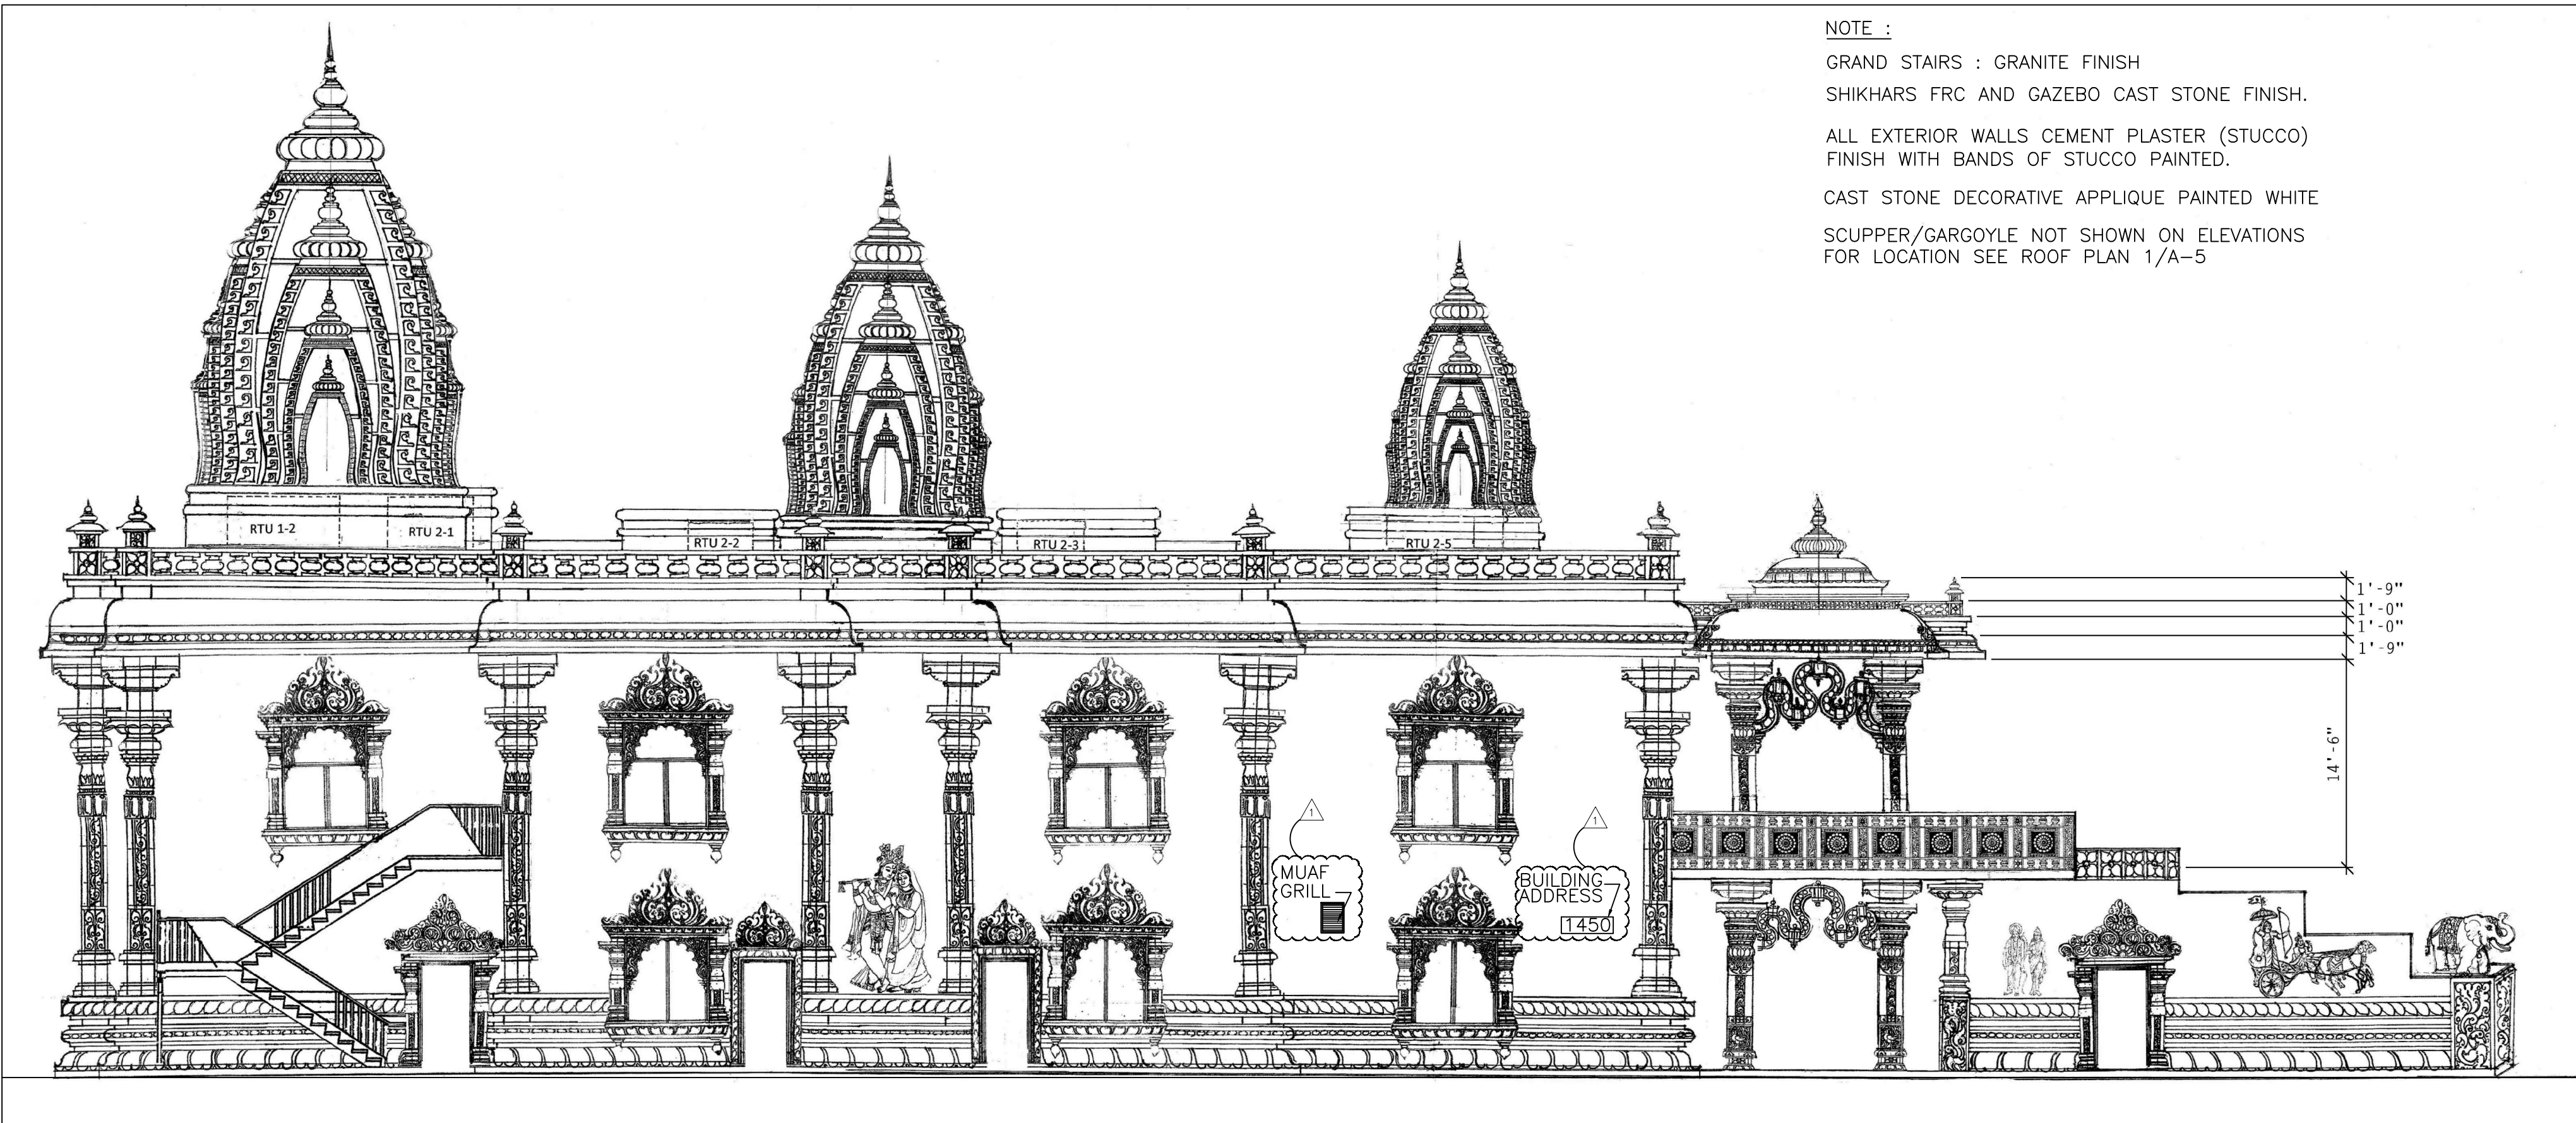 NOTE :
GRAND STAIRS : GRANITE FINISH
SHIKHARS FRC AND GAZEBO CAST STONE FINISH.
ALL EXTERIOR WALLS CEMENT PLASTER (STUCCO)
FINISH WITH BANDS OF STUCCO PAINTED.
CAST STONE DECORATIVE APPLIQUE PAINTED WHITE
SCUPPER/GARGOYLE NOT SHOWN ON ELEVATIONS
FOR LOCATION SEE ROOF PLAN 1/A-5
RTU 1-2
RTU 2-1
RTU 2-2
RTU 2-3
RTU 2-5
1'-9"
1'-0"
1'-0"
1'-9"
14'-6"
1
MUAF
GRILL
1
BUILDING
ADDRESS
1450